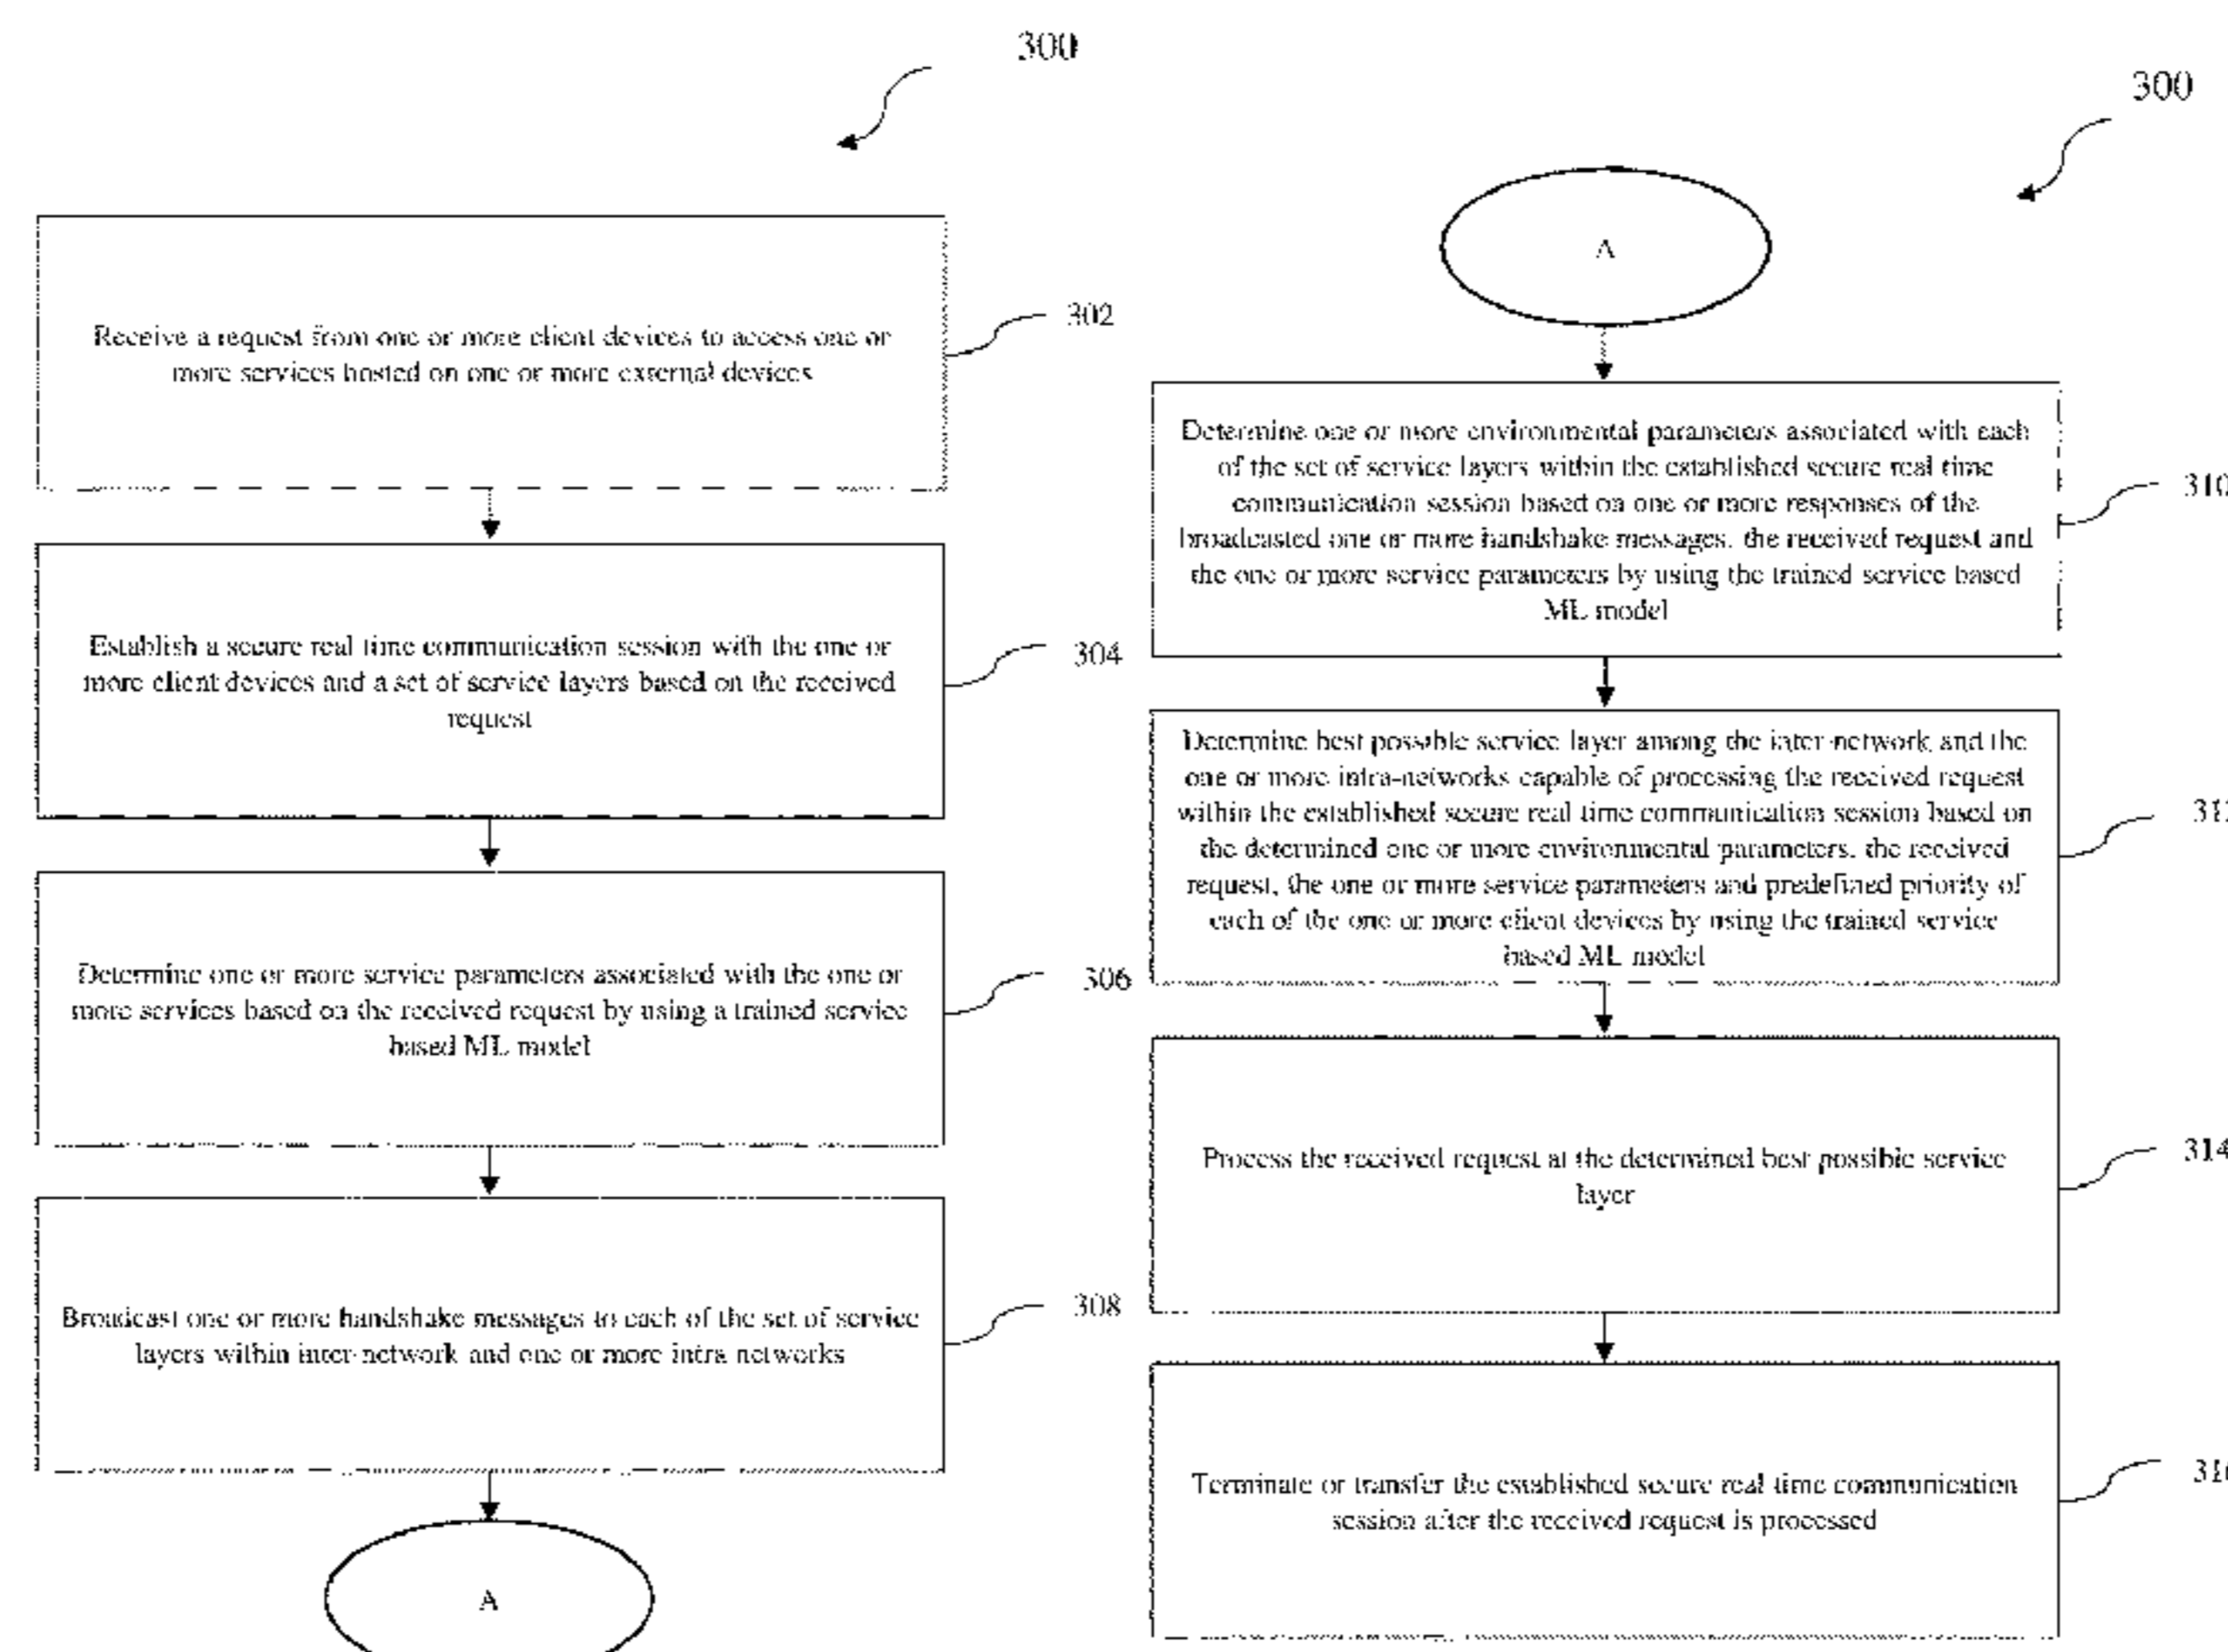 300
Receive a request from one or more client devices to access one or
more services hosted on one or more external devices
302
Establish a secure real time communication session with the one or
more client devices and a set of service layers based on the received
request
304
Determine one or more service parameters associated with the one or
more services based on the received request by using a trained service
based ML model
306
Broadcast one or more handshake messages to each of the set of service
layers within inter-network and one or more intra networks
308
A
300
A
Determine one or more environmental parameters associated with each
of the set of service layers within the established secure real time
communication session based on one or more responses of the
broadcasted one or more handshake messages, the received request and
the one or more service parameters by using the trained service based
ML model
310
Determine best possible service layer among the inter-network and the
one or more intra-networks capable of processing the received request
within the established secure real time communication session based on
the determined one or more environmental parameters, the received
request, the one or more service parameters and predefined priority of
each of the one or more client devices by using the trained service
based ML model
Process the received request at the determined best possible service
layer
314
Terminate or transfer the established secure real time communication
session after the received request is processed